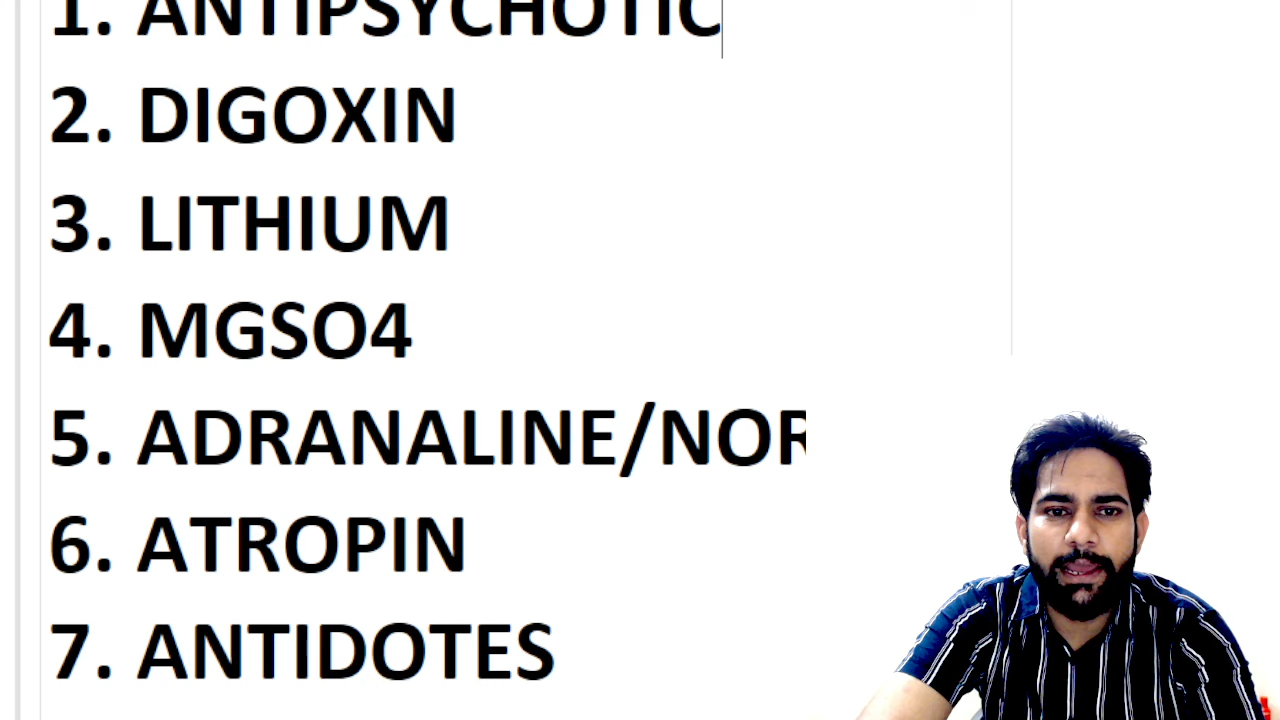 1. ANTIPSYCHOTIC
2. DIGOXIN
3. LITHIUM
4. MGSO4
5. ADRANALINE/NOR
6. ATROPIN
7. ANTIDOTES